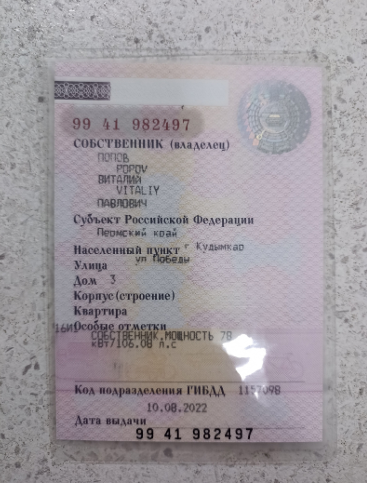 99 41 982497
СОБСТВЕННИК (владелец)
ПОПОВ
POPOV
ВИТАЛИЙ
VITALIY
ПАВЛОВИЧ
Субъект Российской Федерации
Пермский край
Населенный пункт г Кудымкар
Улица ул Победы
Дом 3
Корпус (строение)
Квартира
Особые отметки
СОБСТВЕННИК,МОЩНОСТЬ 78
кВт/106.08 л.с
Код подразделения ГИБДД 1157098
10.08.2022
Дата выдачи
99 41 982497